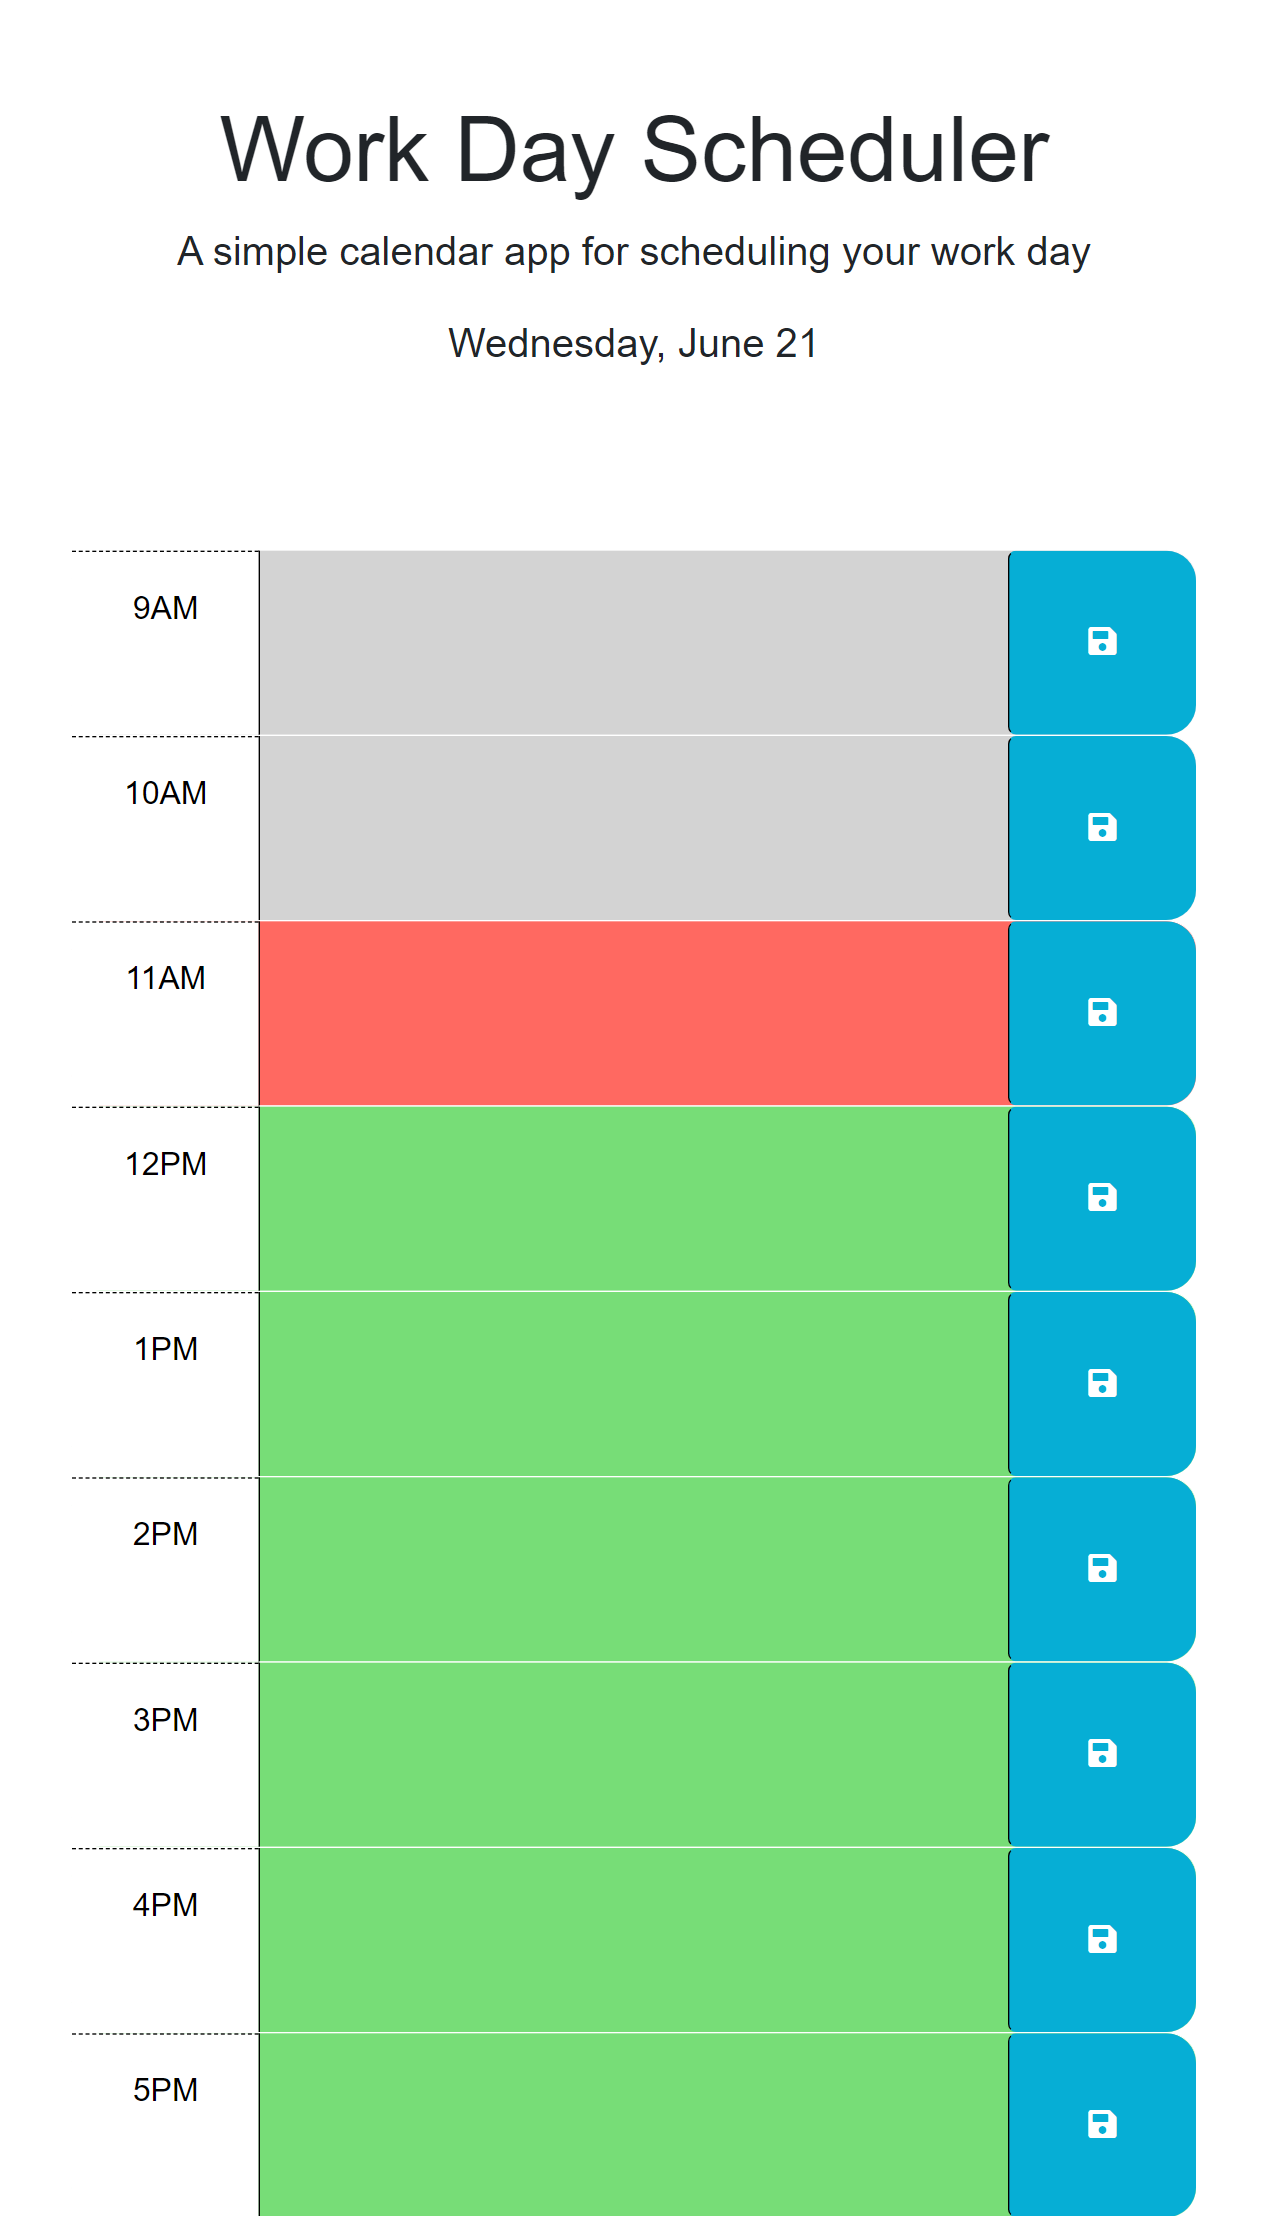 Work Day Scheduler
A simple calendar app for scheduling your work day
Wednesday, June 21
9AM
10AM
11AM
12PM
1PM
2PM
3PM
4PM
5PM